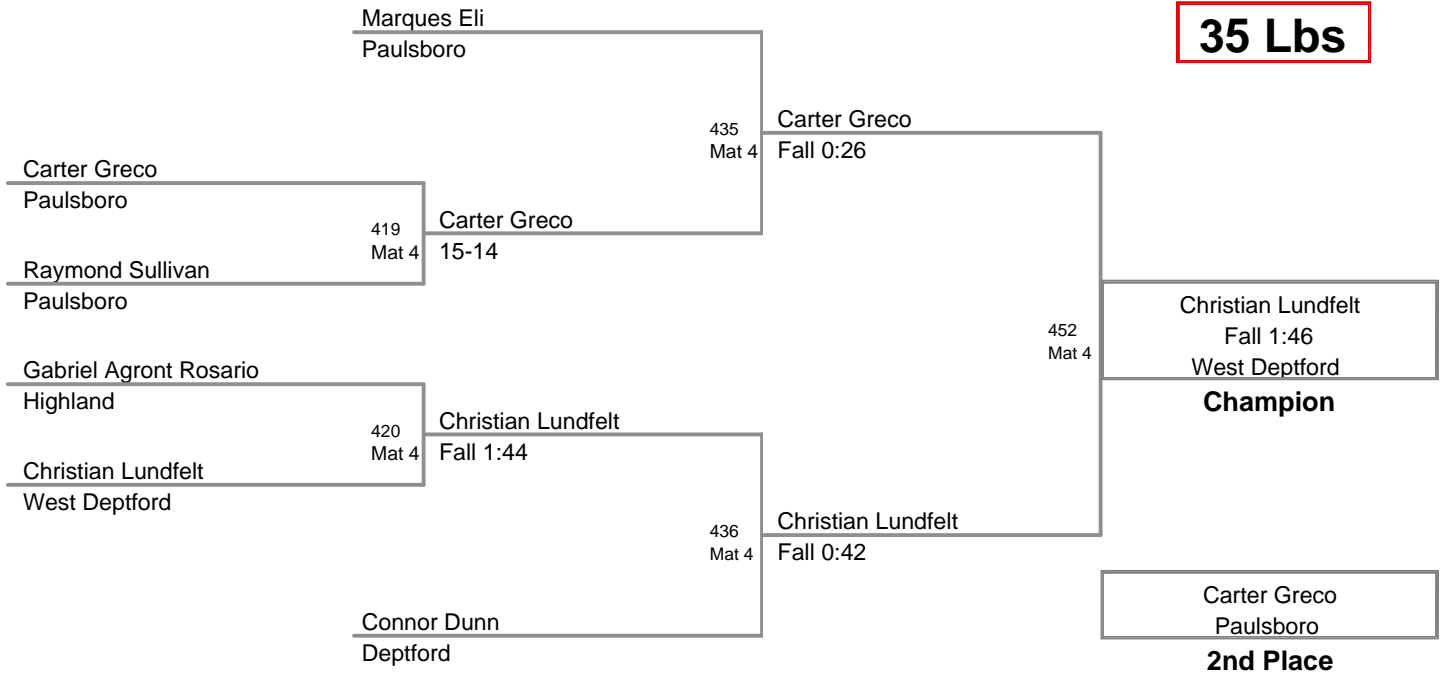 Marques Eli
Paulsboro
35 Lbs
435
Mat 4
Carter Greco
Fall 0:26
Carter Greco
Paulsboro
419
Mat 4
Carter Greco
15-14
Raymond Sullivan
Paulsboro
Christian Lundfelt
Fall 1:46
West Deptford
Champion
452
Mat 4
Gabriel Agront Rosario
Highland
420
Mat 4
Christian Lundfelt
Fall 1:44
Christian Lundfelt
West Deptford
436
Mat 4
Christian Lundfelt
Fall 0:42
Connor Dunn
Deptford
Carter Greco
Paulsboro
2nd Place